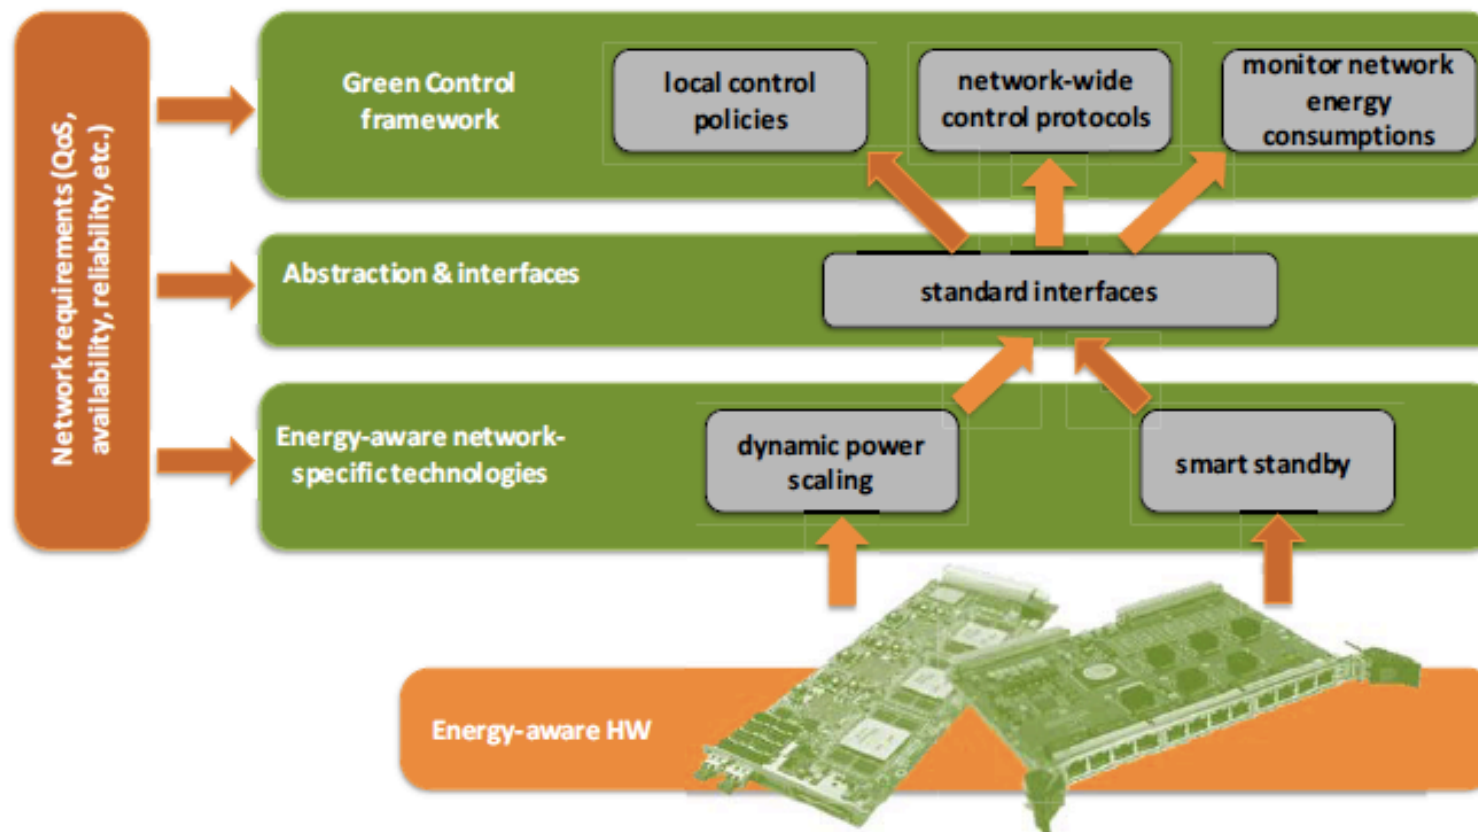 Network requirements (QoS,
availability, reliability, etc.)
Green Control
framework
local control
policies
network-wide
control protocols
monitor network
energy
consumptions
Abstraction & interfaces
standard interfaces
Energy-aware network-
specific technologies
dynamic power
scaling
smart standby
Energy-aware HW